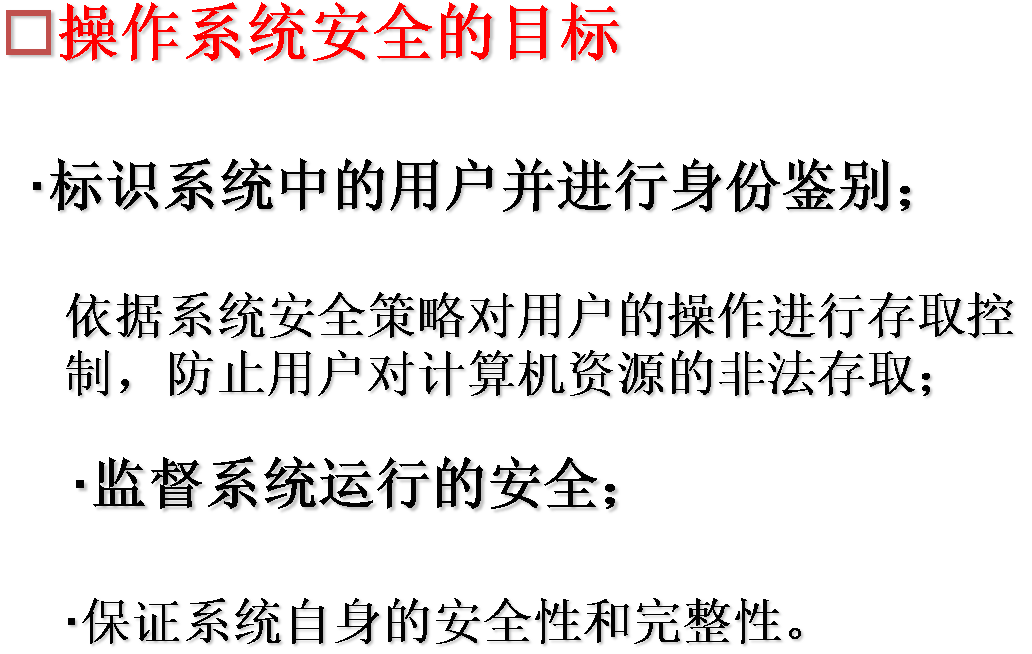 □操作系统安全的目标
·标识系统中的用户并进行身份鉴别；
依据系统安全策略对用户的操作进行存取控
制，防止用户对计算机资源的非法存取；
·监督系统运行的安全；
·保证系统自身的安全性和完整性。